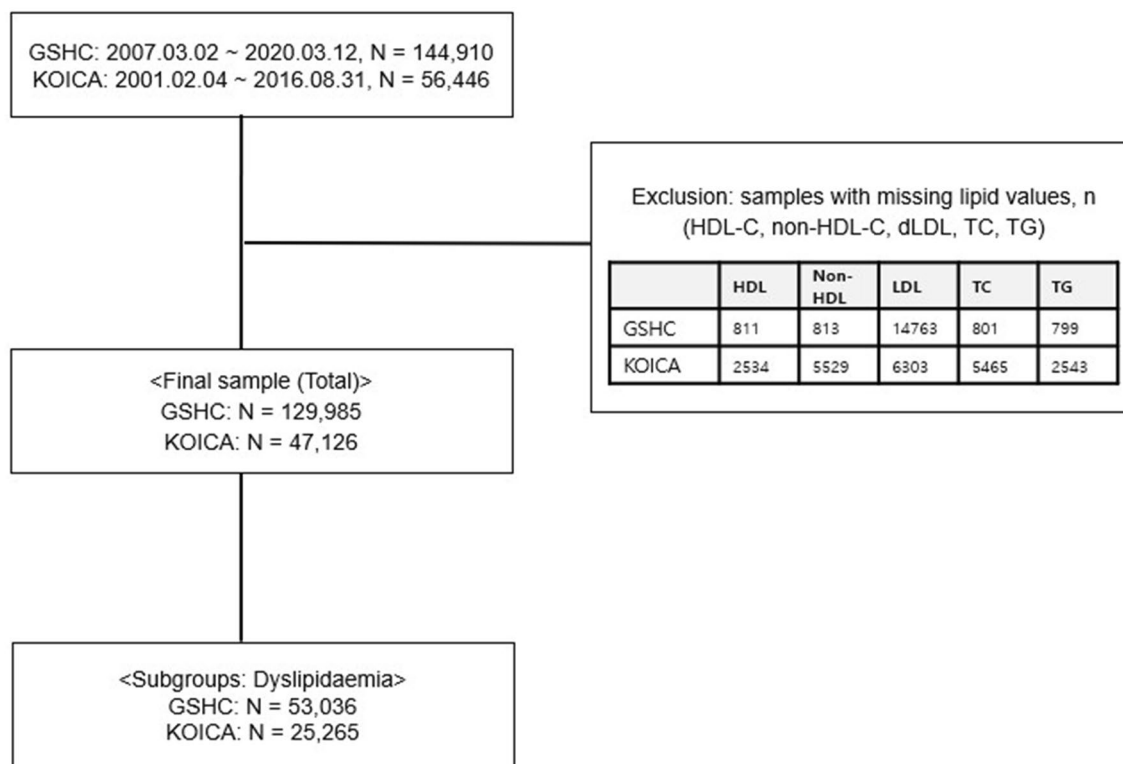 GSHC: 2007.03.02 ~ 2020.03.12, N = 144,910
KOICA: 2001.02.04 ~ 2016.08.31, N = 56,446
Exclusion: samples with missing lipid values, n
(HDL-C, non-HDL-C, dLDL, TC, TG)
HDL Non-HDL LDL TC TG
GSHC 811 813 14763 801 799
KOICA 2534 5529 6303 5465 2543
<Final sample (Total)>
GSHC: N = 129,985
KOICA: N = 47,126
<Subgroups: Dyslipidaemia>
GSHC: N = 53,036
KOICA: N = 25,265